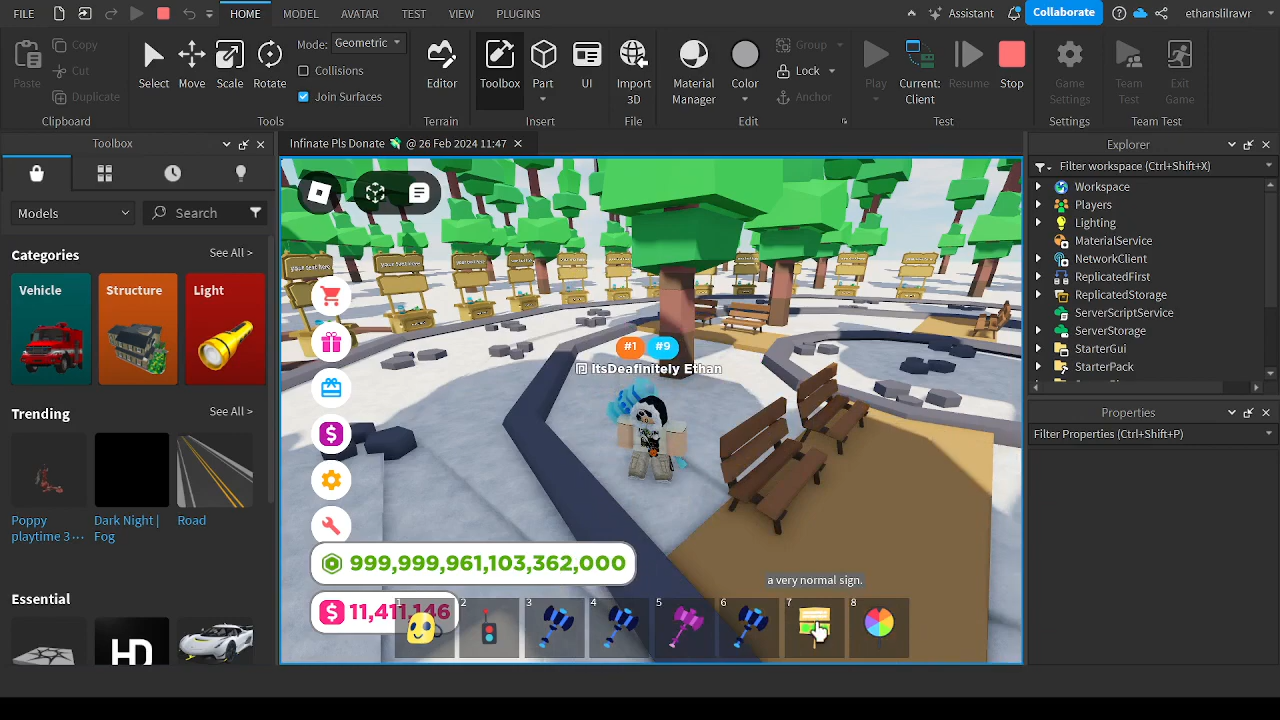 FILE HOME MODEL AVATAR TEST VIEW PLUGINS Assistant Collaborate ethanslilrawr
Paste Copy Cut Duplicate Clipboard
Select Move Scale Rotate Mode: Geometric Collisions Join Surfaces Tools
Editor Terrain
Toolbox Part UI Insert
Import 3D File
Material Manager Color Group Lock Anchor Edit
Play Current: Client Resume Stop Test
Game Settings Settings
Team Test Exit Game Team Test
Toolbox
Models Search
Categories See All >
Vehicle Structure Light
Trending See All >
Poppy playtime 3... Dark Night | Fog Road
Essential See All >
HD
Infinate Pls Donate @ 26 Feb 2024 11:47
your text here
#1 #9
ItsDeafinitely Ethan
999,999,961,103,362,000
11,411,146
a very normal sign.
1 2 3 4 5 6 7 8
Explorer
Filter workspace (Ctrl+Shift+X)
Workspace
Players
Lighting
MaterialService
NetworkClient
ReplicatedFirst
ReplicatedStorage
ServerScriptService
ServerStorage
StarterGui
StarterPack
Properties
Filter Properties (Ctrl+Shift+P)